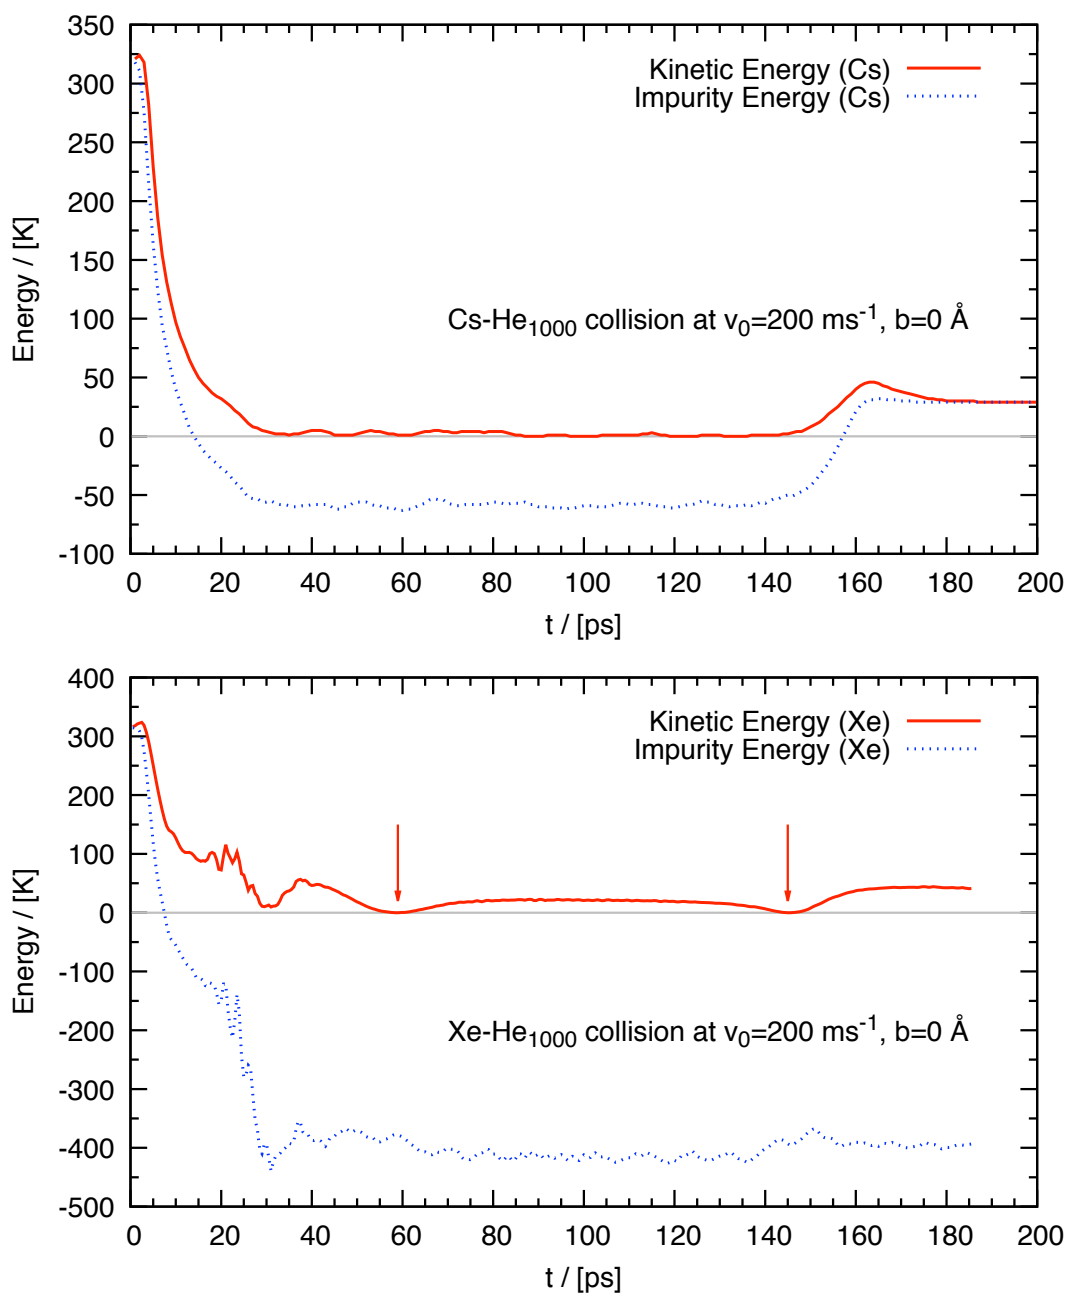 350
300
250
200
150
100
50
0
-50
-100
Energy / [K]
Kinetic Energy (Cs)
Impurity Energy (Cs)
Cs-He1000 collision at v0=200 ms-1, b=0 Å
0 20 40 60 80 100 120 140 160 180 200
t / [ps]
400
300
200
100
0
-100
-200
-300
-400
-500
Energy / [K]
Kinetic Energy (Xe)
Impurity Energy (Xe)
Xe-He1000 collision at v0=200 ms-1, b=0 Å
0 20 40 60 80 100 120 140 160 180 200
t / [ps]